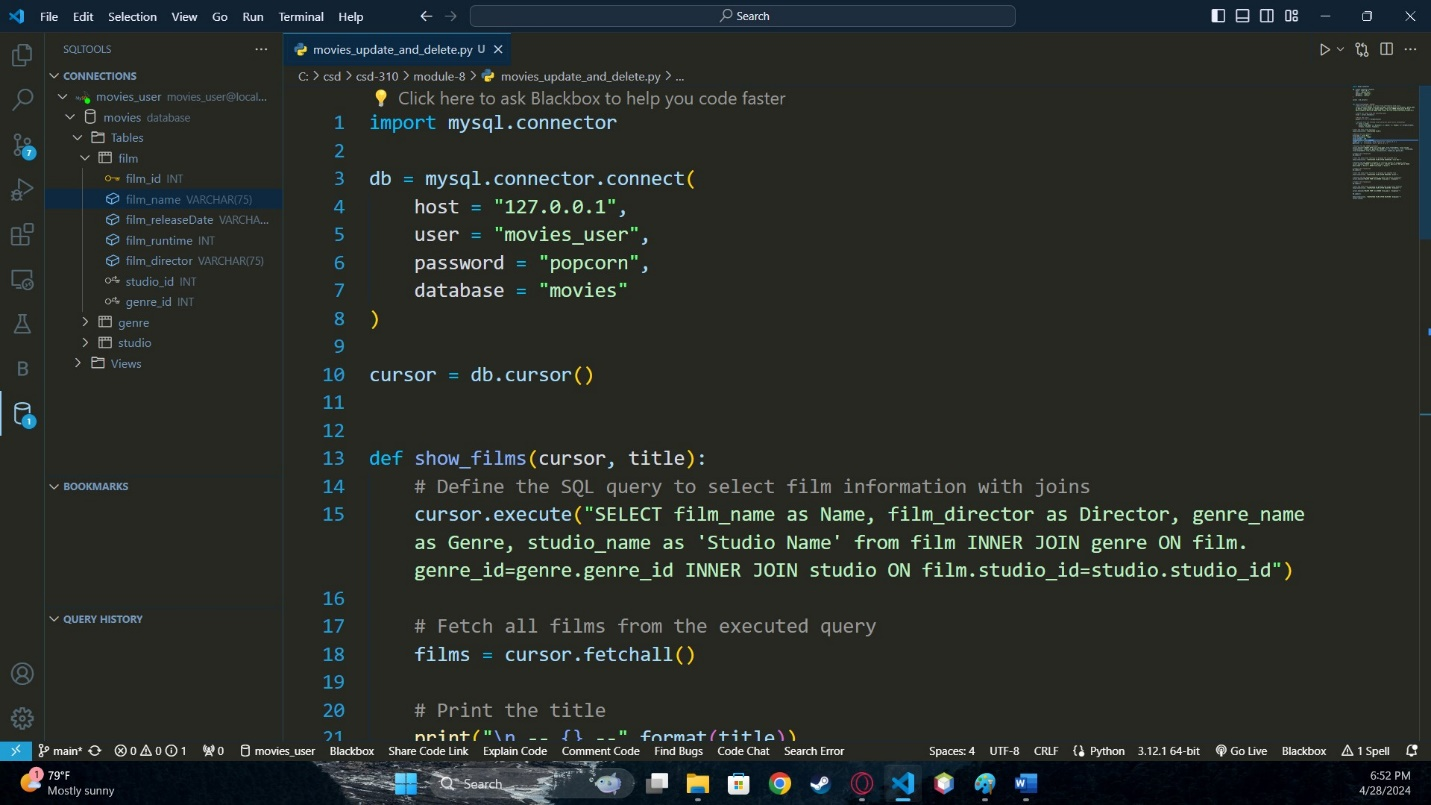 File Edit Selection View Go Run Terminal Help
Search
SQLTOOLS
movies_update_and_delete.py U
CONNECTIONS
movies_user movies_user@local...
movies database
Tables
film
film_id INT
film_name VARCHAR(75)
film_releaseDate VARCHA...
film_runtime INT
film_director VARCHAR(75)
studio_id INT
genre_id INT
genre
studio
Views
BOOKMARKS
QUERY HISTORY
7
B
1
C: > csd > csd-310 > module-8 > movies_update_and_delete.py > ...
Click here to ask Blackbox to help you code faster
1 import mysql.connector
2
3 db = mysql.connector.connect(
4 host = "127.0.0.1",
5 user = "movies_user",
6 password = "popcorn",
7 database = "movies"
8 )
9
10 cursor = db.cursor()
11
12
13 def show_films(cursor, title):
14 # Define the SQL query to select film information with joins
15 cursor.execute("SELECT film_name as Name, film_director as Director, genre_name
as Genre, studio_name as 'Studio Name' from film INNER JOIN genre ON film.
genre_id=genre.genre_id INNER JOIN studio ON film.studio_id=studio.studio_id")
16
17 # Fetch all films from the executed query
18 films = cursor.fetchall()
19
20 # Print the title
21 print("\n -- {} --".format(title))
main* 0 0 1 0 movies_user Blackbox Share Code Link Explain Code Comment Code Find Bugs Code Chat Search Error Spaces: 4 UTF-8 CRLF Python 3.12.1 64-bit Go Live Blackbox 1 Spell
1
79°F
Mostly sunny
Search
6:52 PM
4/28/2024